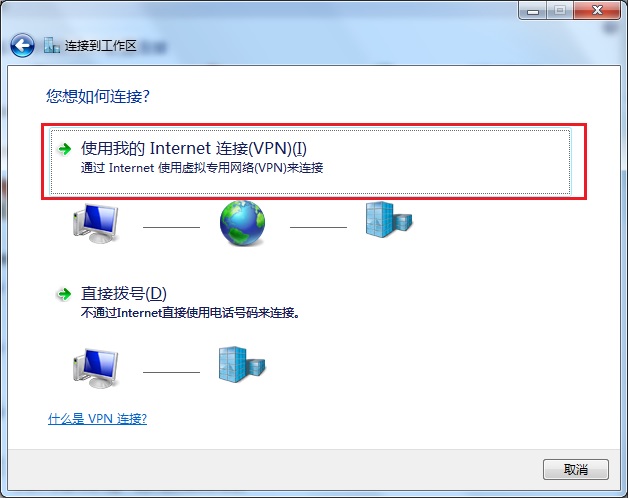 连接到工作区
您想如何连接?
使用我的 Internet 连接(VPN)(I)
通过 Internet 使用虚拟专用网络(VPN)来连接
直接拨号(D)
不通过Internet直接使用电话号码来连接。
什么是 VPN 连接?
取消